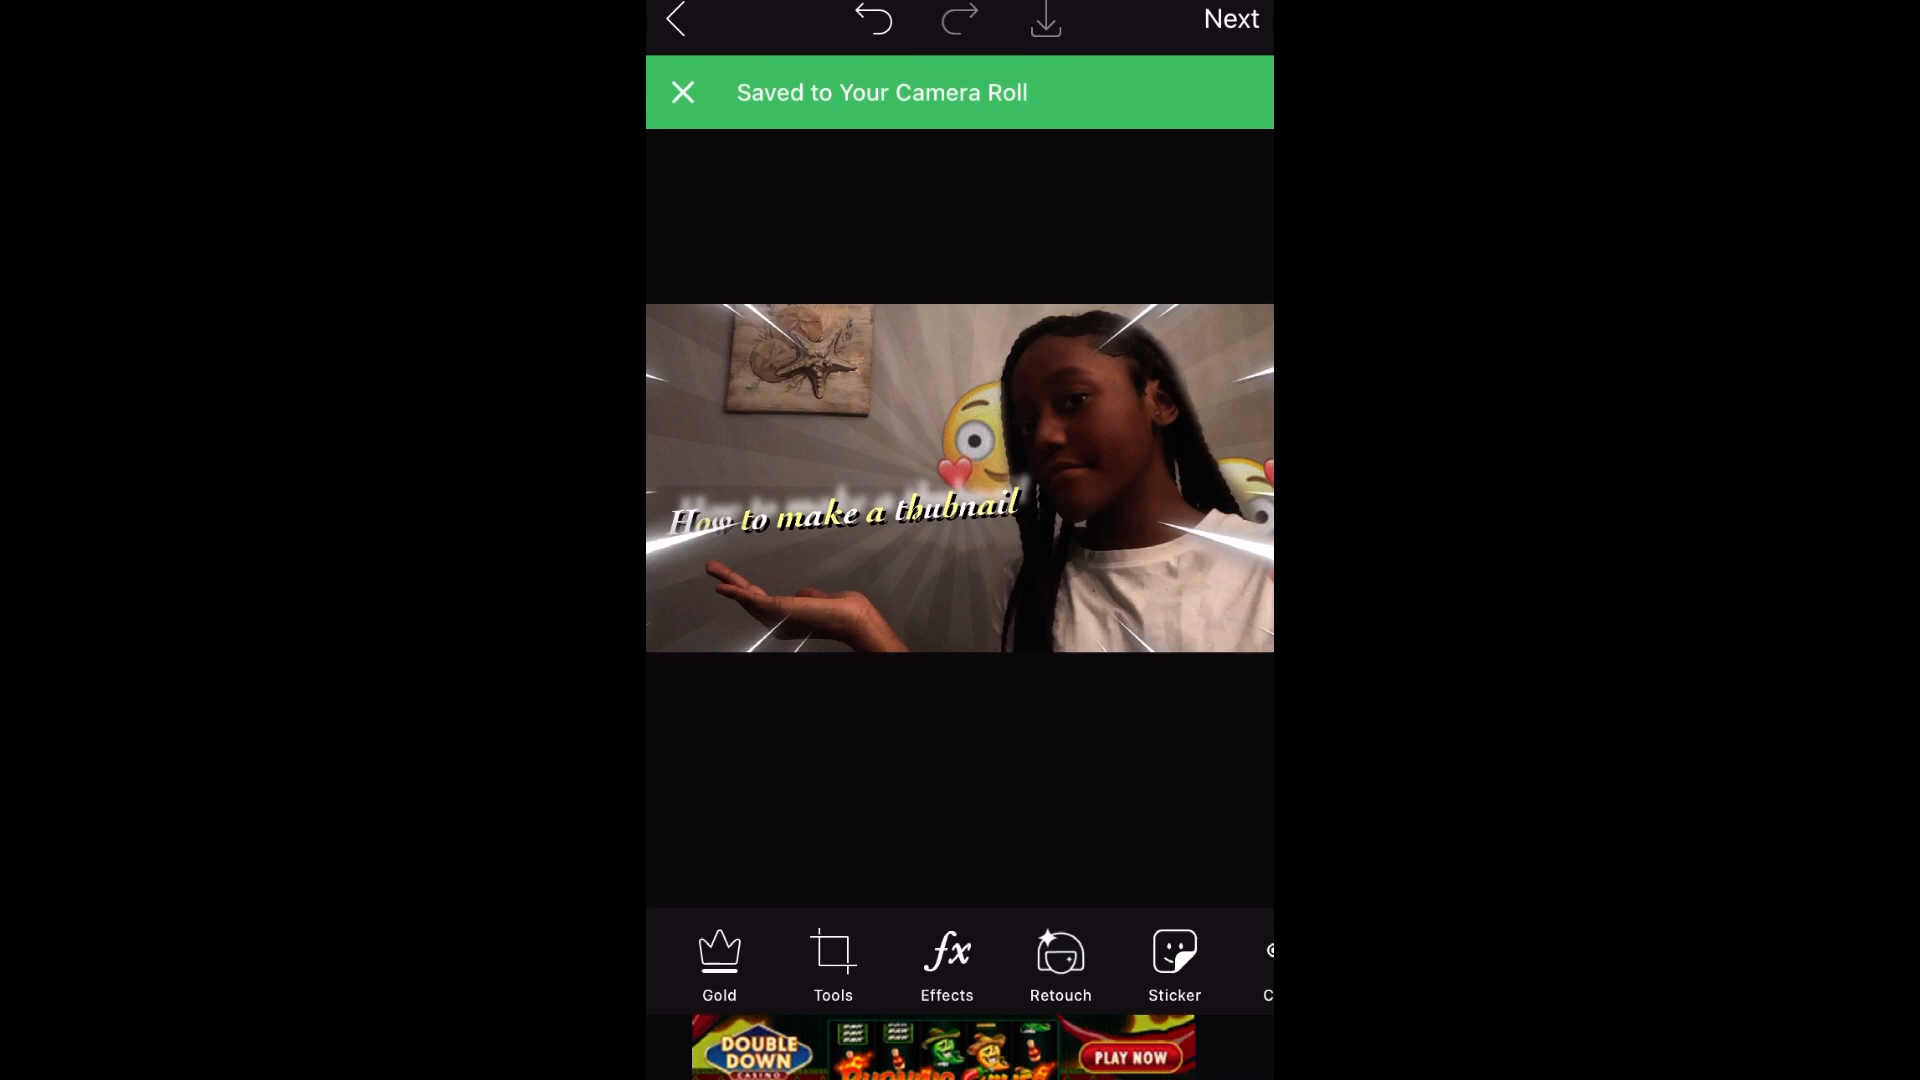 Next
Saved to Your Camera Roll
How to make a thubnail
Gold
Tools
Effects
Retouch
Sticker
C
DOUBLE
DOWN
CASINO
PLAY NOW